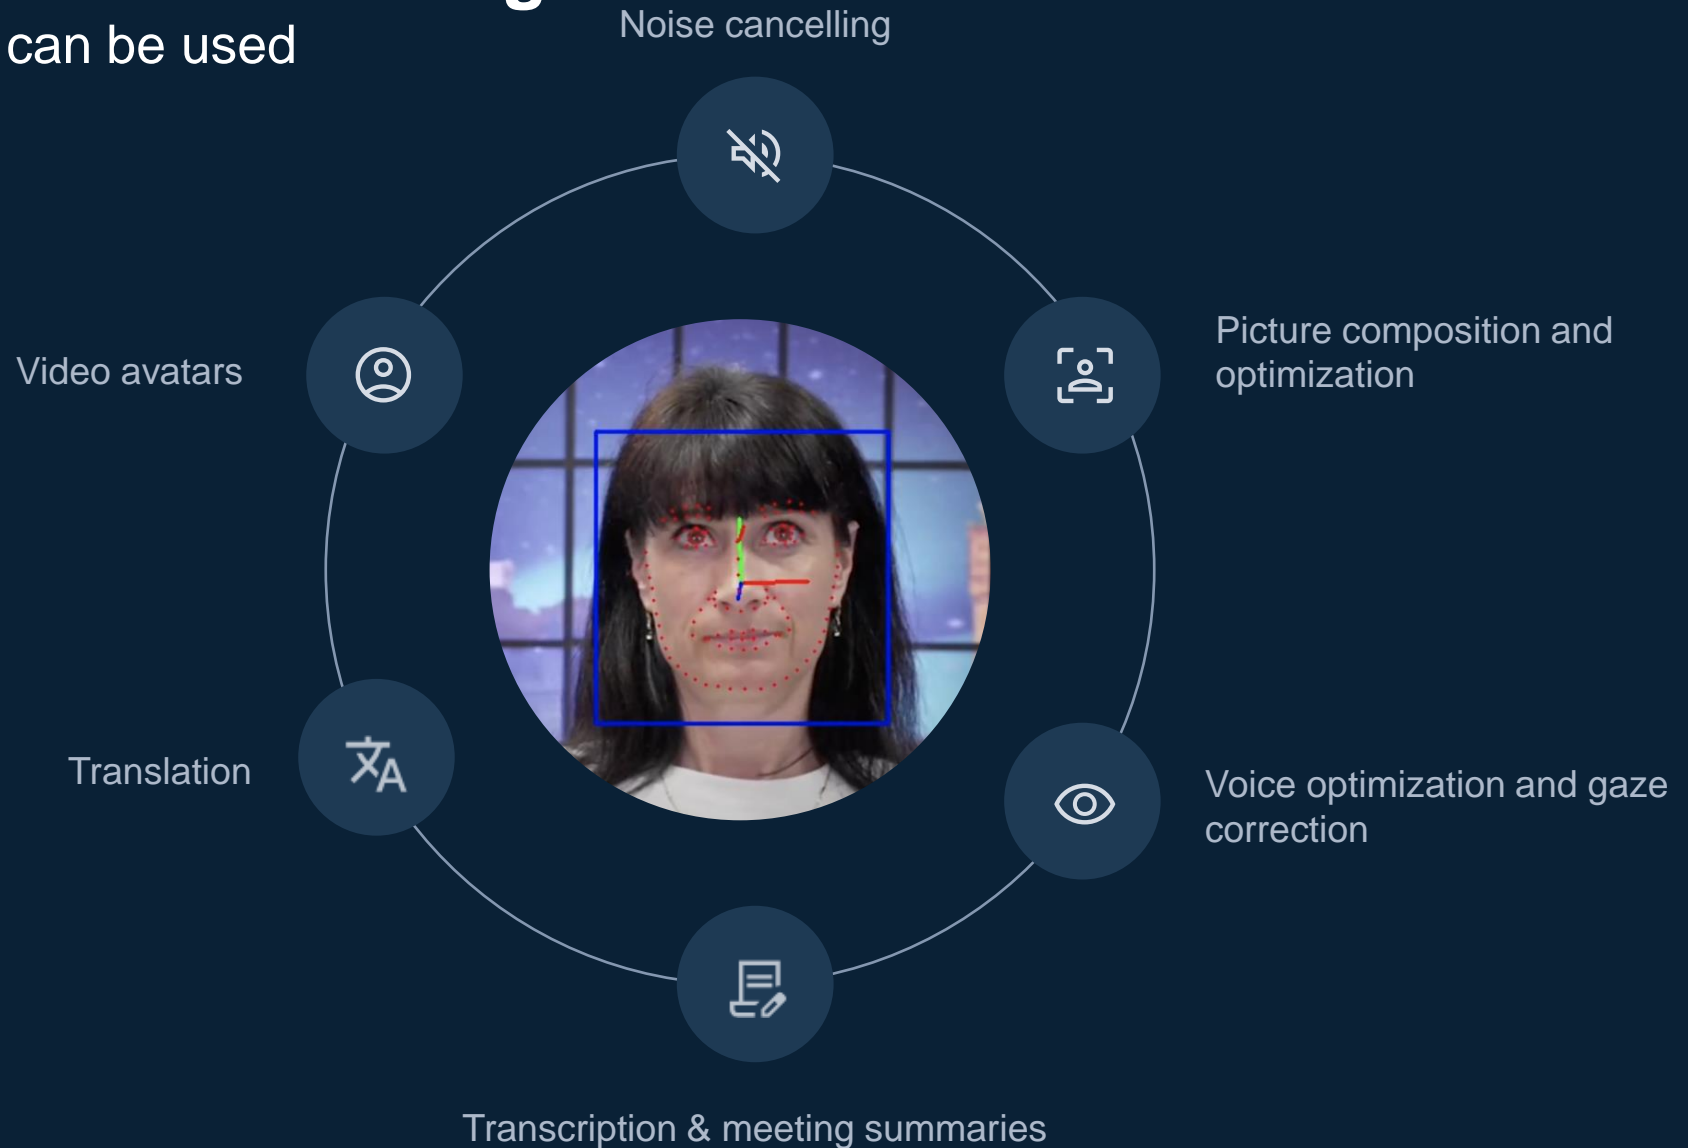 can be used
Noise cancelling
Picture composition and
optimization
Voice optimization and gaze
correction
Transcription & meeting summaries
Translation
Video avatars